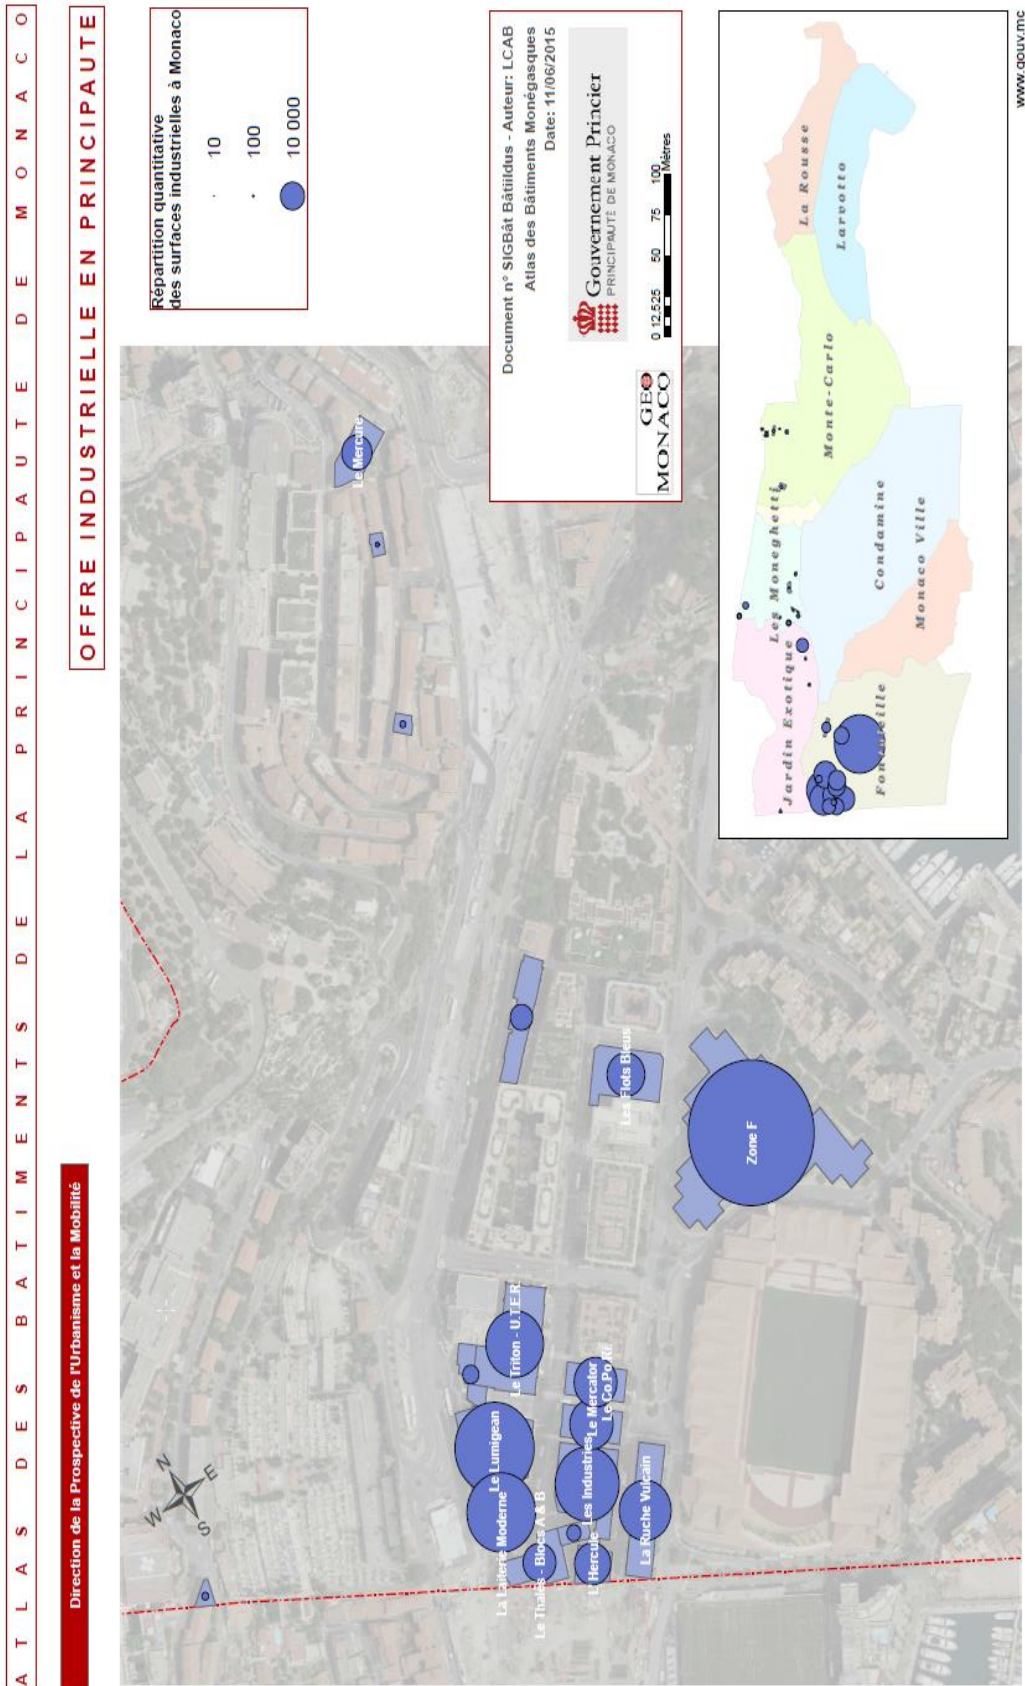 ATLAS DES BATIMENTS DE LA PRINCIPAUTE DE MONACO
Direction de la Prospective de l'Urbanisme et la Mobilité
OFFRE INDUSTRIELLE EN PRINCIPAUTE
Répartition quantitative
des surfaces industrielles à Monaco
10
100
10 000
N
W
E
S
Le Mercure
Les Flots Bleus
Zone F
Le Triton - U.T.E.R.
Le Lumigean
La Laiterie Moderne
Le Thalès - Blocs A & B
Le Mercator
Le Co.Po.Ri
Les Industries
L'Hercule
La Ruche Vulcain
Document n° SIGBât Bâtiildus - Auteur: LCAB
Atlas des Bâtiments Monégasques
Date: 11/06/2015
Gouvernement Princier
PRINCIPAUTÉ DE MONACO
GEO
MONACO
0 12,525 50 75 100
Mètres
La Rousse
Larvotto
Monte-Carlo
Les Moneghetti
Condamine
Monaco Ville
Jardin Exotique
Fontvieille
www.gouv.mc